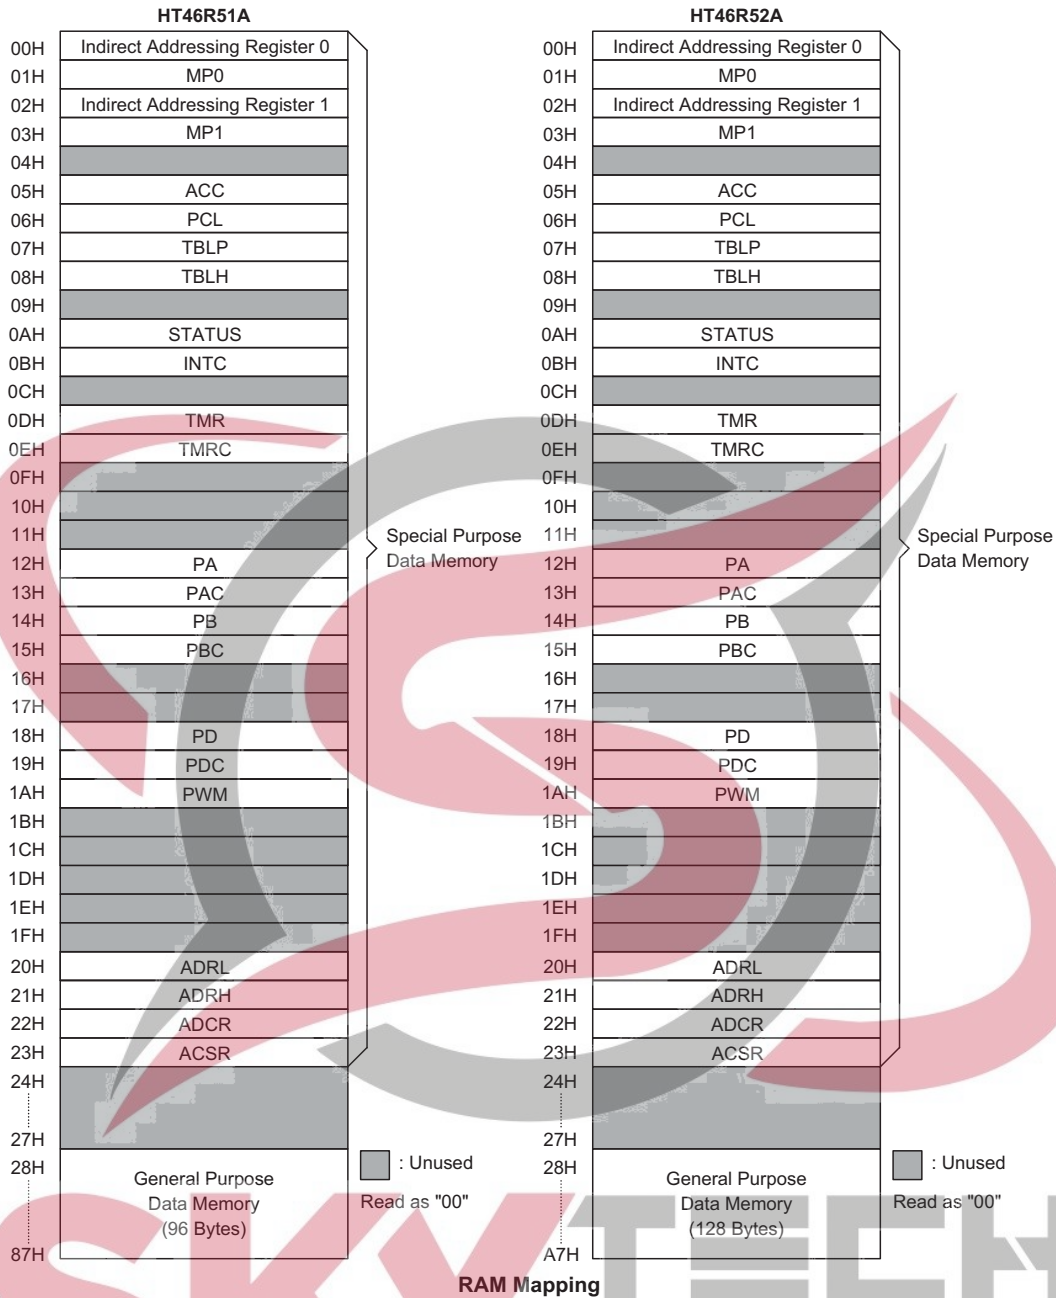 HT46R51A
00H Indirect Addressing Register 0
01H MP0
02H Indirect Addressing Register 1
03H MP1
04H
05H ACC
06H PCL
07H TBLP
08H TBLH
09H
0AH STATUS
0BH INTC
0CH
0DH TMR
0EH TMRC
0FH
10H
11H
12H PA
13H PAC
14H PB
15H PBC
16H
17H
18H PD
19H PDC
1AH PWM
1BH
1CH
1DH
1EH
1FH
20H ADRL
21H ADRH
22H ADCR
23H ACSR
24H
27H
28H
General Purpose
Data Memory
(96 Bytes)
87H
Special Purpose
Data Memory
: Unused
Read as "00"
HT46R52A
00H Indirect Addressing Register 0
01H MP0
02H Indirect Addressing Register 1
03H MP1
04H
05H ACC
06H PCL
07H TBLP
08H TBLH
09H
0AH STATUS
0BH INTC
0CH
0DH TMR
0EH TMRC
0FH
10H
11H
12H PA
13H PAC
14H PB
15H PBC
16H
17H
18H PD
19H PDC
1AH PWM
1BH
1CH
1DH
1EH
1FH
20H ADRL
21H ADRH
22H ADCR
23H ACSR
24H
27H
28H
General Purpose
Data Memory
(128 Bytes)
A7H
Special Purpose
Data Memory
: Unused
Read as "00"
RAM Mapping
SKYTECH